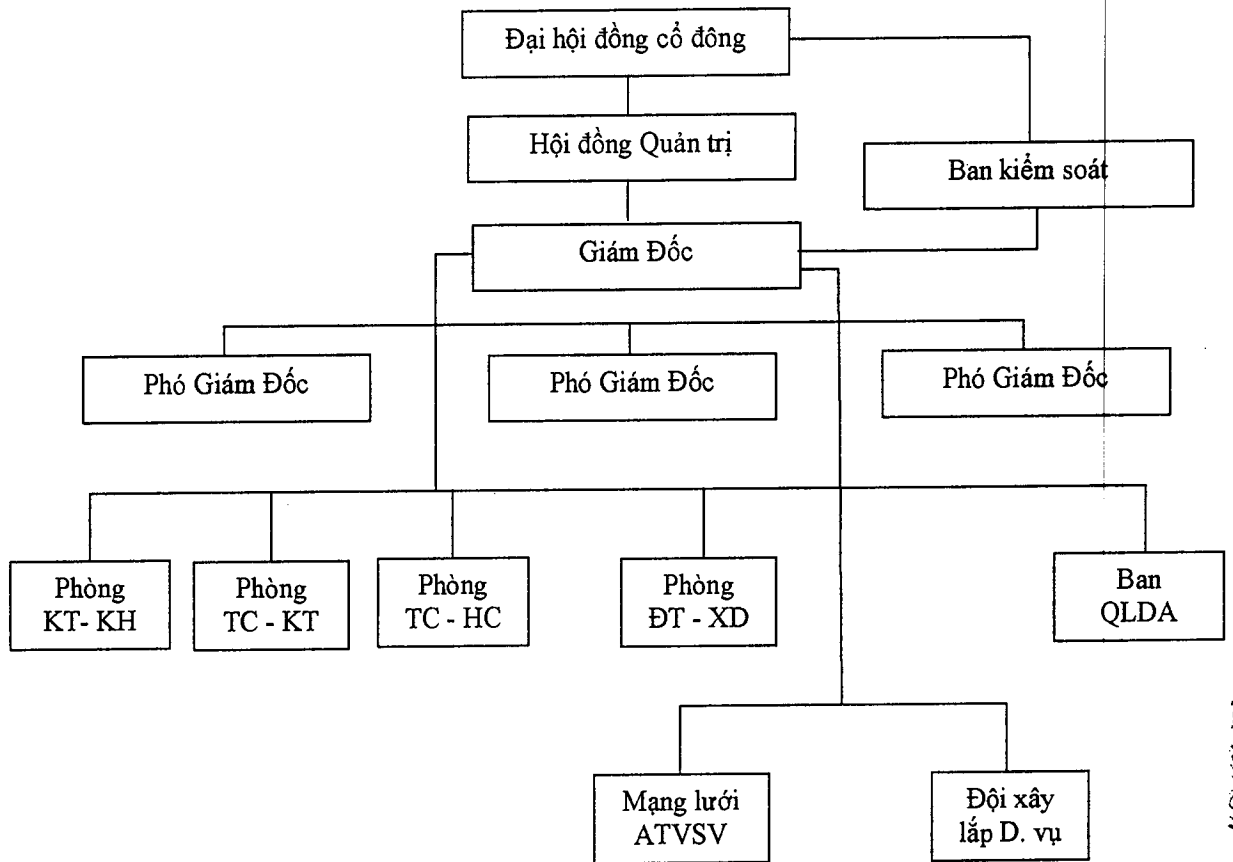 Đại hội đồng cổ đông
Hội đồng Quản trị
Ban kiểm soát
Giám Đốc
Phó Giám Đốc
Phó Giám Đốc
Phó Giám Đốc
Phòng
KT- KH
Phòng
TC - KT
Phòng
TC - HC
Phòng
ĐT - XD
Ban
QLDA
Mạng lưới
ATVSV
Đội xây
lắp D. vụ